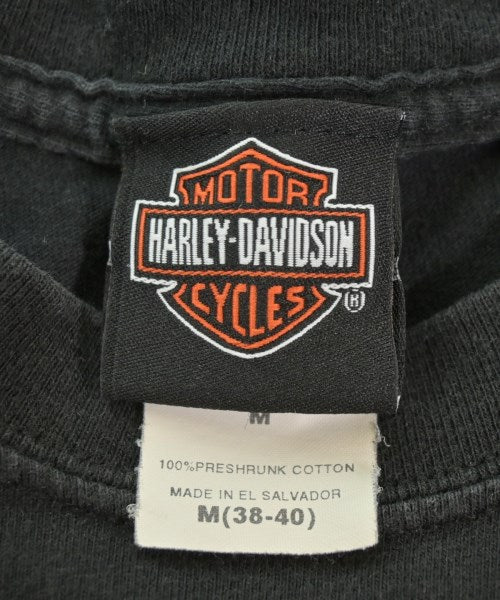 MOTOR
HARLEY-DAVIDSON
CYCLES
®
M
100%PRESHRUNK COTTON
MADE IN EL SALVADOR
M(38-40)